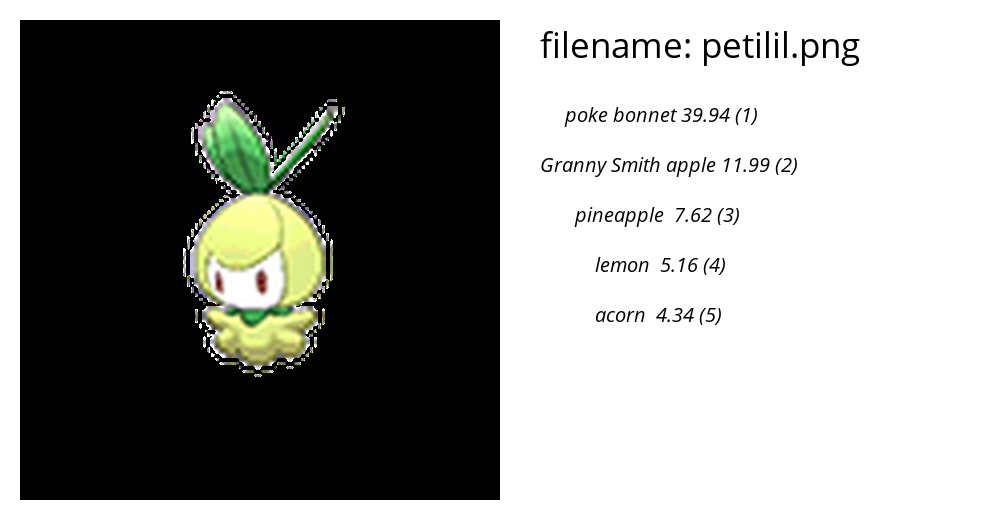 filename: petilil.png
poke bonnet 39.94 (1)
Granny Smith apple 11.99 (2)
pineapple 7.62 (3)
lemon 5.16 (4)
acorn 4.34 (5)